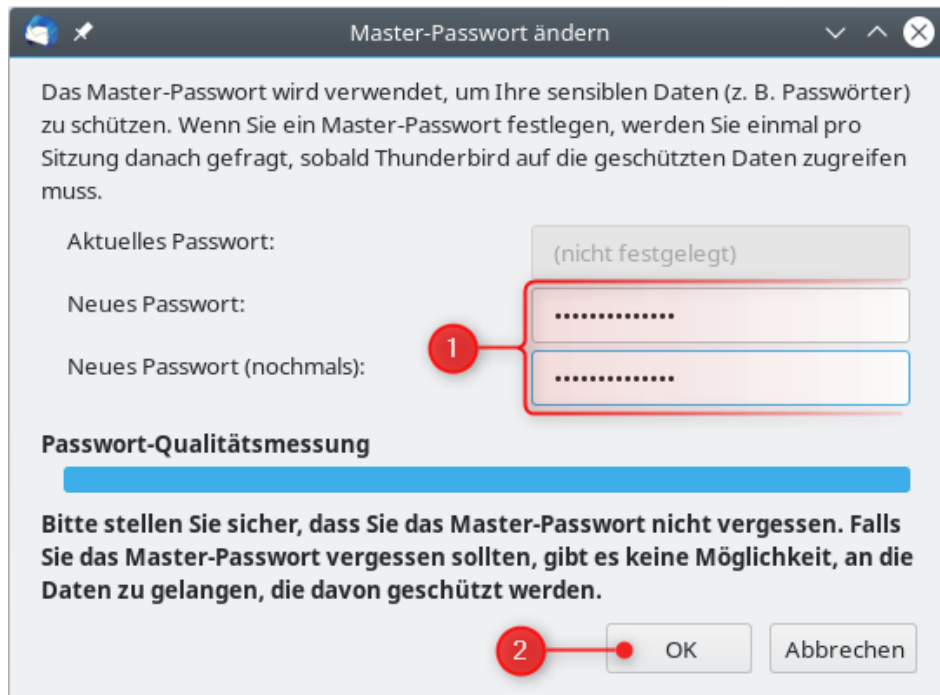 Master-Passwort ändern
Das Master-Passwort wird verwendet, um Ihre sensiblen Daten (z. B. Passwörter)
zu schützen. Wenn Sie ein Master-Passwort festlegen, werden Sie einmal pro
Sitzung danach gefragt, sobald Thunderbird auf die geschützten Daten zugreifen
muss.
Aktuelles Passwort:
(nicht festgelegt)
Neues Passwort:
••••••••••••••
1
Neues Passwort (nochmals):
••••••••••••••
Passwort-Qualitätsmessung
Bitte stellen Sie sicher, dass Sie das Master-Passwort nicht vergessen. Falls
Sie das Master-Passwort vergessen sollten, gibt es keine Möglichkeit, an die
Daten zu gelangen, die davon geschützt werden.
2
OK
Abbrechen